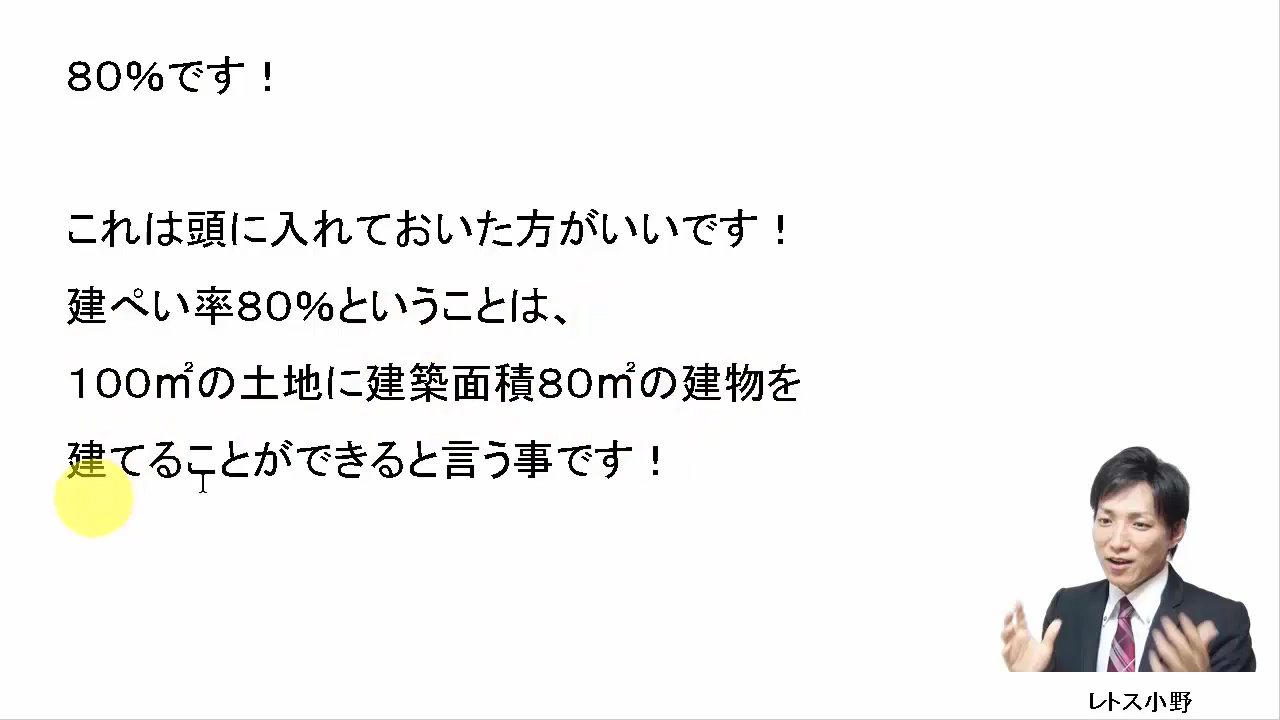 80%です！
これは頭に入れておいた方がいいです！
建ぺい率80%ということは、
100㎡の土地に建築面積80㎡の建物を
建てることができると言う事です！
レトス小野